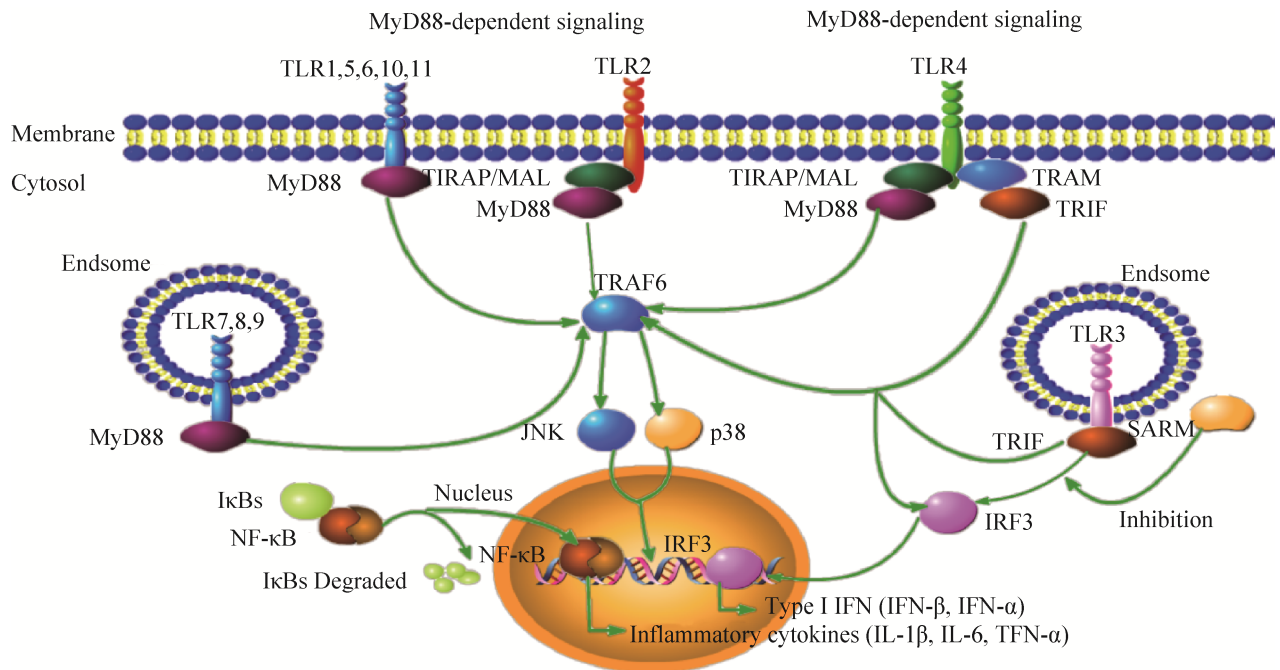 MyD88-dependent signaling
MyD88-dependent signaling
TLR1,5,6,10,11
TLR2
TLR4
Membrane
Cytosol
MyD88
TIRAP/MAL
MyD88
TIRAP/MAL
MyD88
TRAM
TRIF
Endsome
TRAF6
Endsome
TLR7,8,9
TLR3
MyD88
JNK
p38
TRIF
SARM
IκBs
Nucleus
NF-κB
IRF3
Inhibition
NF-κB
IRF3
IκBs Degraded
Type I IFN (IFN-β, IFN-α)
Inflammatory cytokines (IL-1β, IL-6, TFN-α)